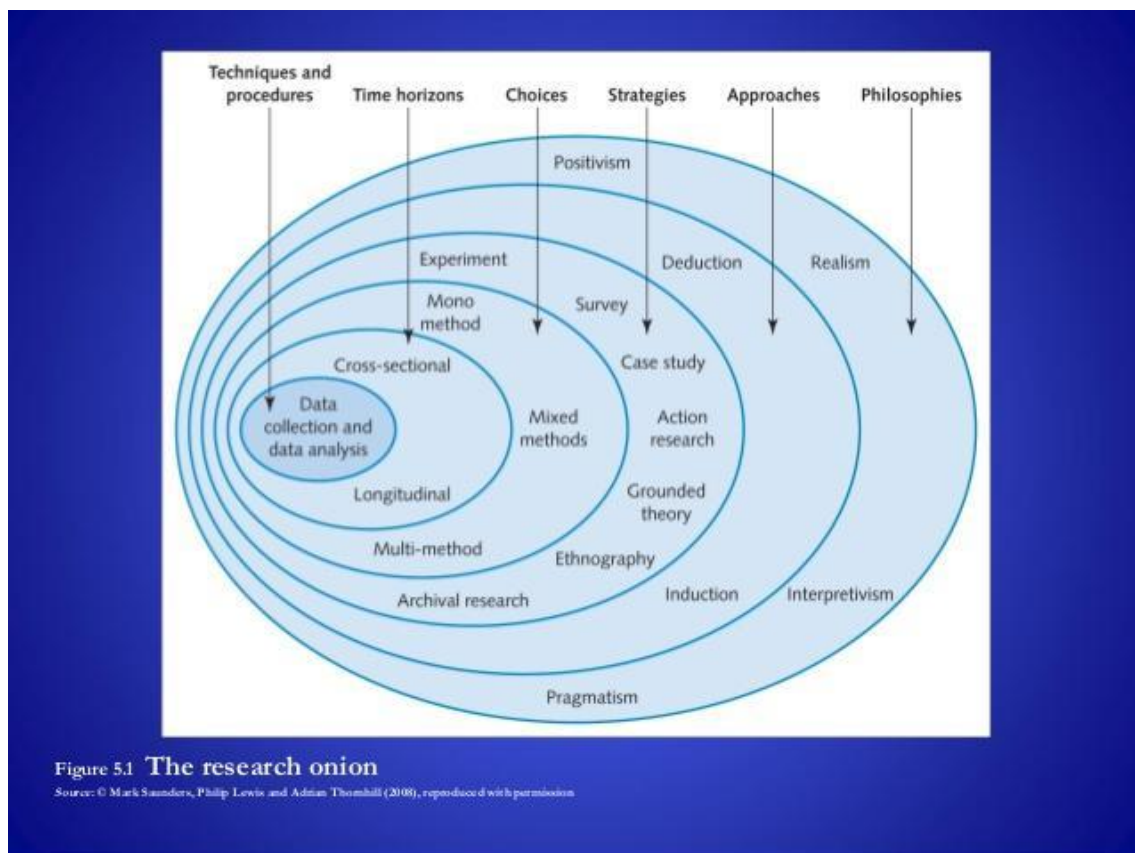 Techniques and
procedures
Time horizons
Choices
Strategies
Approaches
Philosophies
Positivism
Experiment
Deduction
Realism
Mono
method
Survey
Cross-sectional
Case study
Data
collection and
data analysis
Mixed
methods
Action
research
Longitudinal
Grounded
theory
Multi-method
Ethnography
Archival research
Induction
Interpretivism
Pragmatism
Figure 5.1 The research onion
Source: © Mark Saunders, Philip Lewis and Adrian Thornhill (2008), reproduced with permission